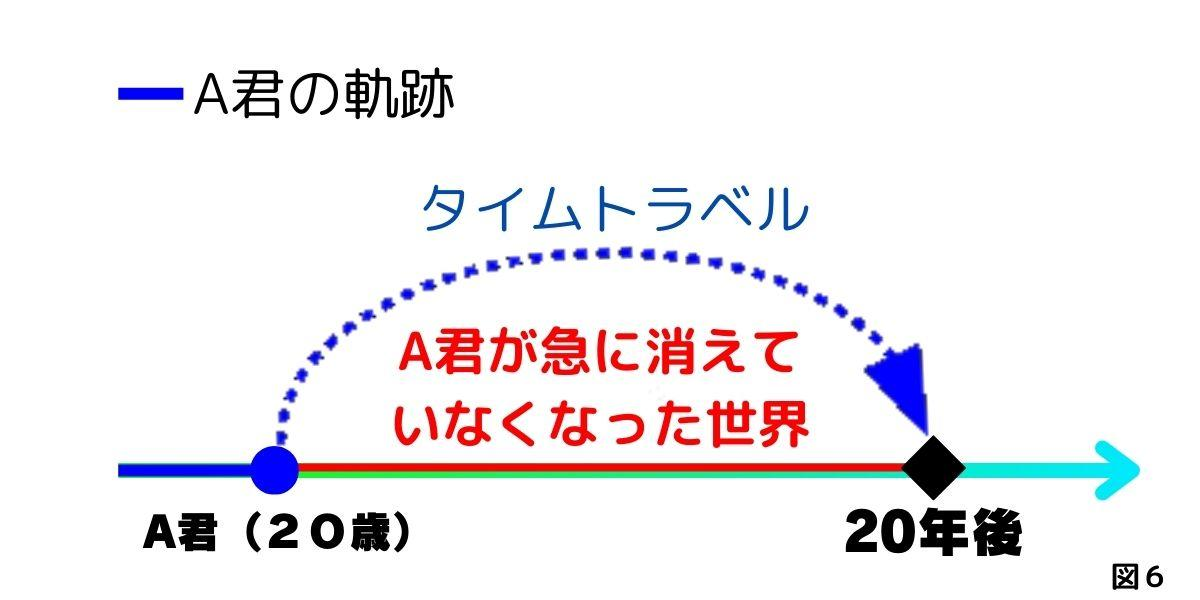 A君の軌跡
タイムトラベル
A君が急に消えて
いなくなった世界
A君（２０歳）
20年後
図６